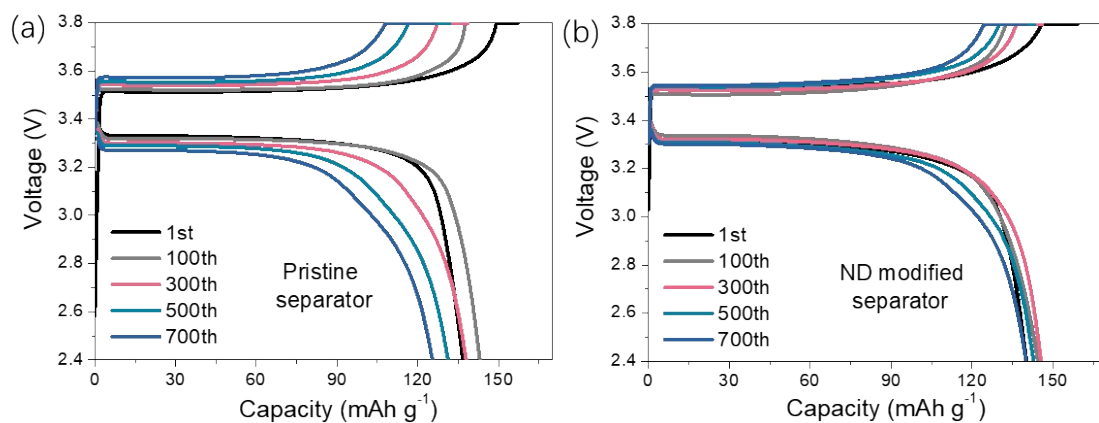 (a)
3.8
3.6
3.4
3.2
3.0
2.8
2.6
2.4
Voltage (V)
1st
100th
300th
500th
700th
Pristine
separator
0 30 60 90 120 150
Capacity (mAh g⁻¹)
(b)
3.8
3.6
3.4
3.2
3.0
2.8
2.6
2.4
Voltage (V)
1st
100th
300th
500th
700th
ND modified
separator
0 30 60 90 120 150
Capacity (mAh g⁻¹)